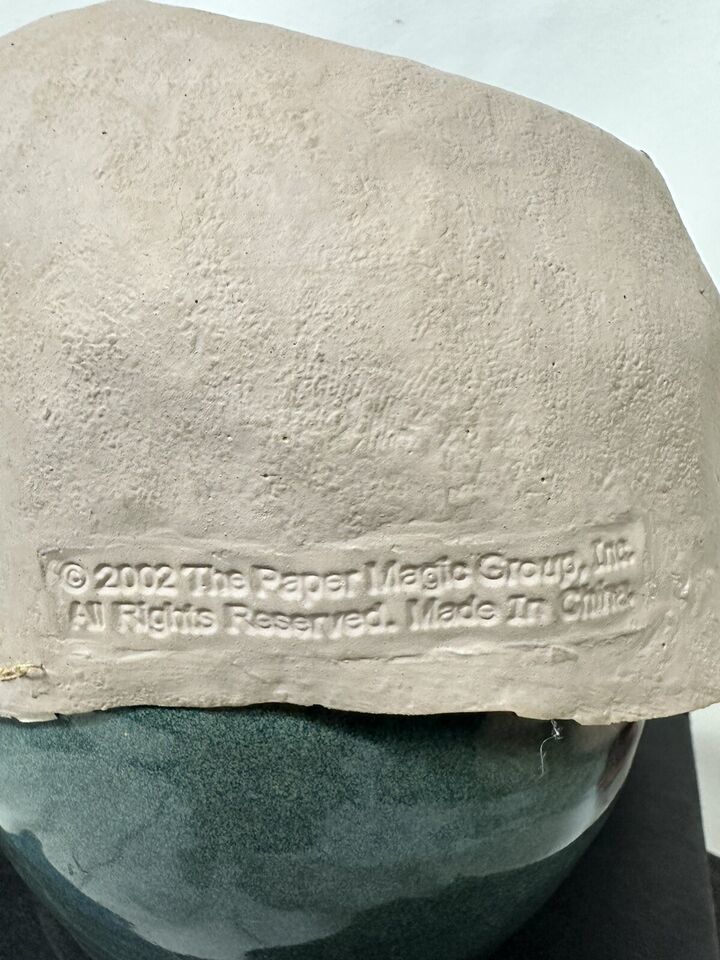 © 2002 The Paper Magic Group, Inc.
All Rights Reserved. Made In China.